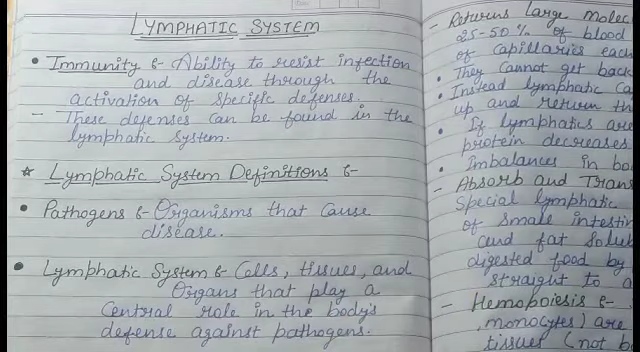 LYMPHATIC SYSTEM
• Immunity :- Ability to resist infection
and disease through the
activation of specific defenses.
- These defenses can be found in the
lymphatic system.
* Lymphatic System Definitions :-
• Pathogens :- Organisms that cause
disease.
• Lymphatic System :- Cells, tissues, and
Organs that play a
Central role in the body's
defense against pathogens.
- Returns large molec
25-50% of blood
of capillaries eac
• They cannot get back
• Instead lymphatic ca
up and return th
• If lymphatics are
protein decreases
• Imbalances in bo
- Absorb and Trans
Special lymphatic
of small intesti
and fat solub
digested food by
straight to
- Hemopoiesis :-
monocytes) are
tissues (not b